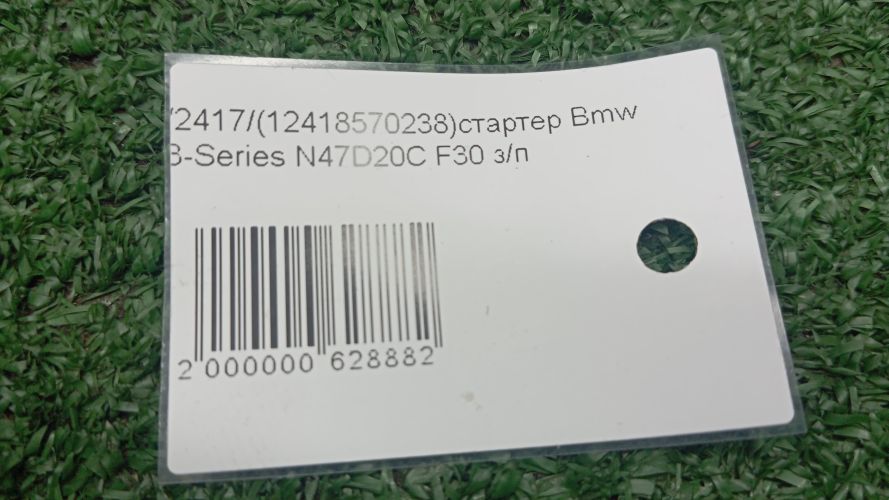 /2417/(12418570238)стартер Bmw
3-Series N47D20C F30 з/п
2 000000 628882